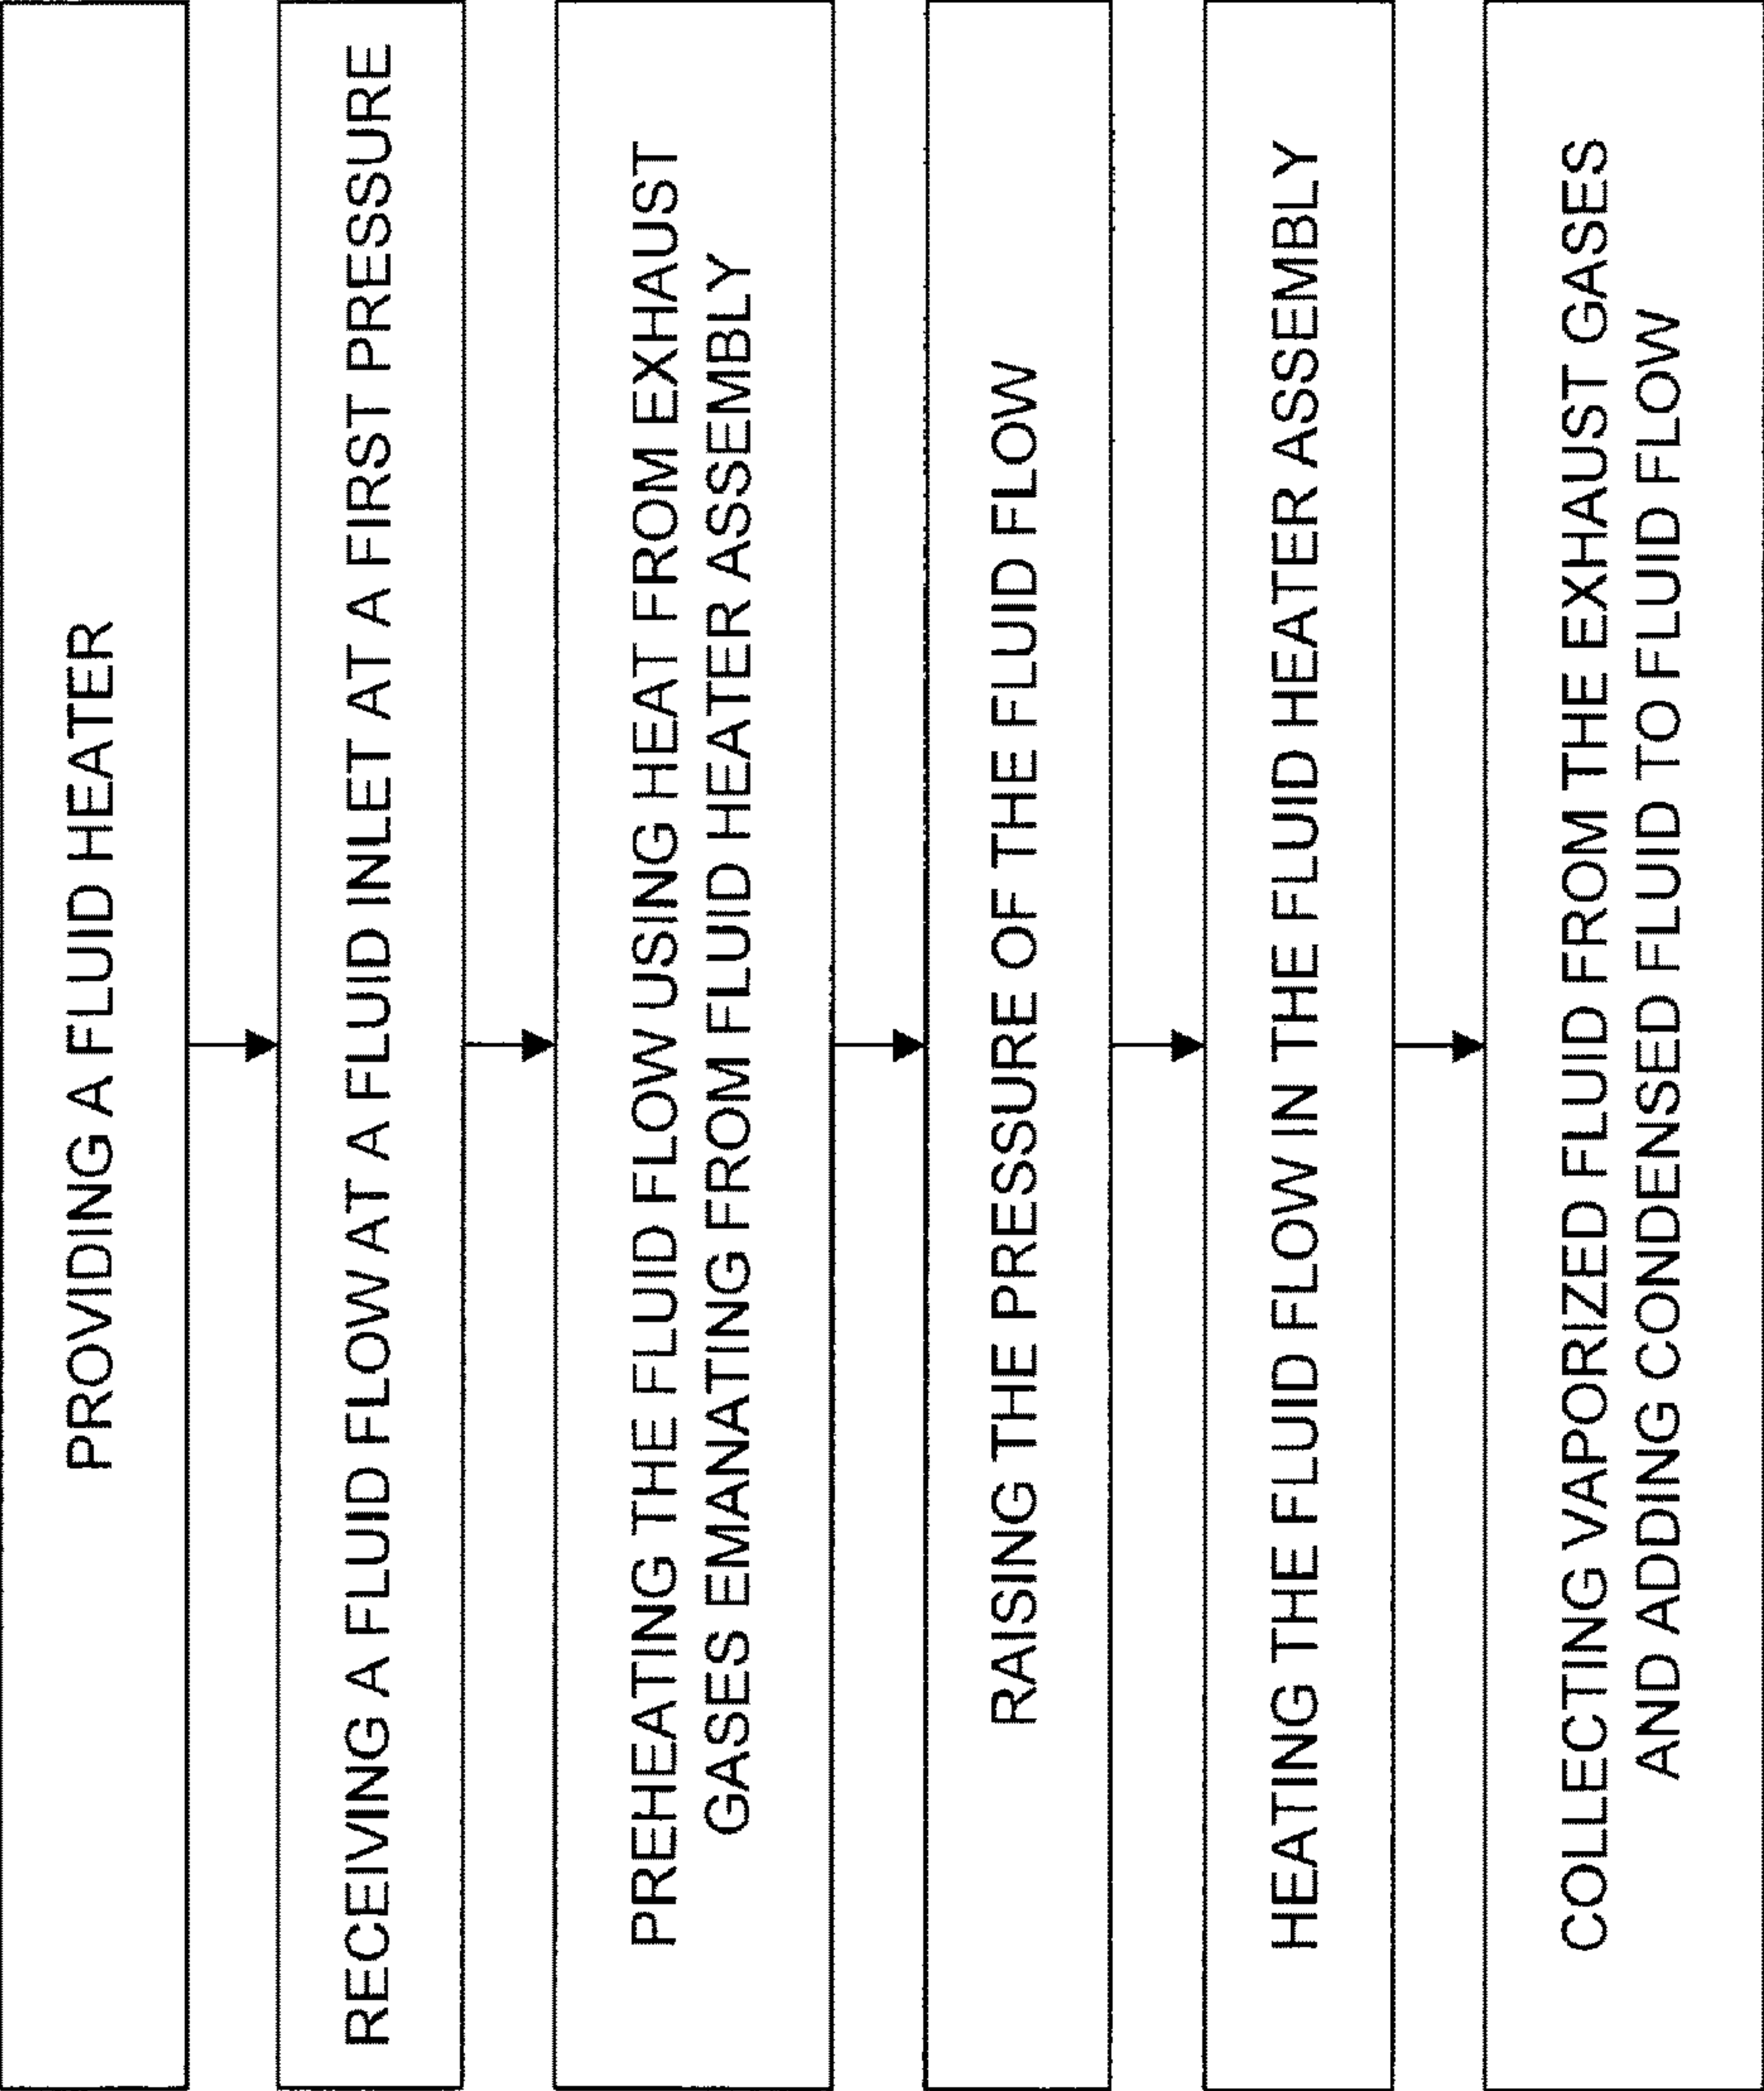 PROVIDING A FLUID HEATER
RECEIVING A FLUID FLOW AT A FLUID INLET AT A FIRST PRESSURE
PREHEATING THE FLUID FLOW USING HEAT FROM EXHAUST
GASES EMANATING FROM FLUID HEATER ASSEMBLY
RAISING THE PRESSURE OF THE FLUID FLOW
HEATING THE FLUID FLOW IN THE FLUID HEATER ASSEMBLY
COLLECTING VAPORIZED FLUID FROM THE EXHAUST GASES
AND ADDING CONDENSED FLUID TO FLUID FLOW